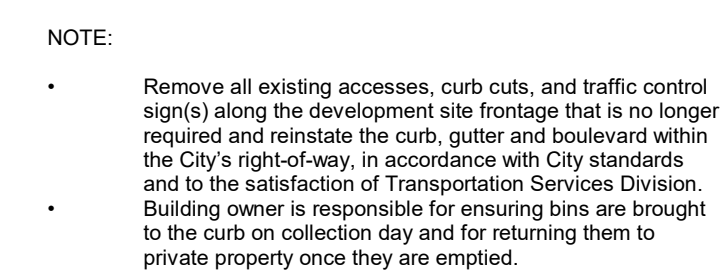 NOTE:
• Remove all existing accesses, curb cuts, and traffic control
sign(s) along the development site frontage that is no longer
required and reinstate the curb, gutter and boulevard within
the City's right-of-way, in accordance with City standards
and to the satisfaction of Transportation Services Division.
• Building owner is responsible for ensuring bins are brought
to the curb on collection day and for returning them to
private property once they are emptied.